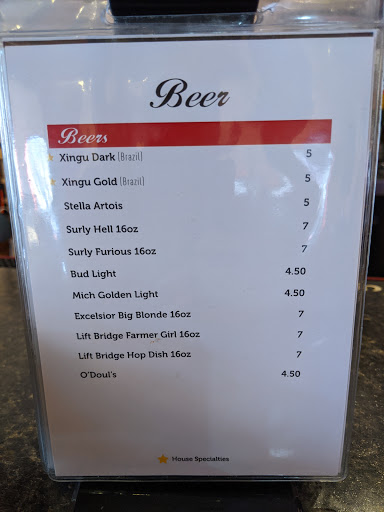 Beer
Beers
Xingu Dark (Brazil) 5
Xingu Gold (Brazil) 5
Stella Artois 5
Surly Hell 16oz 7
Surly Furious 16oz 7
Bud Light 4.50
Mich Golden Light 4.50
Excelsior Big Blonde 16oz 7
Lift Bridge Farmer Girl 16oz 7
Lift Bridge Hop Dish 16oz 7
O'Doul's 4.50
House Specialties